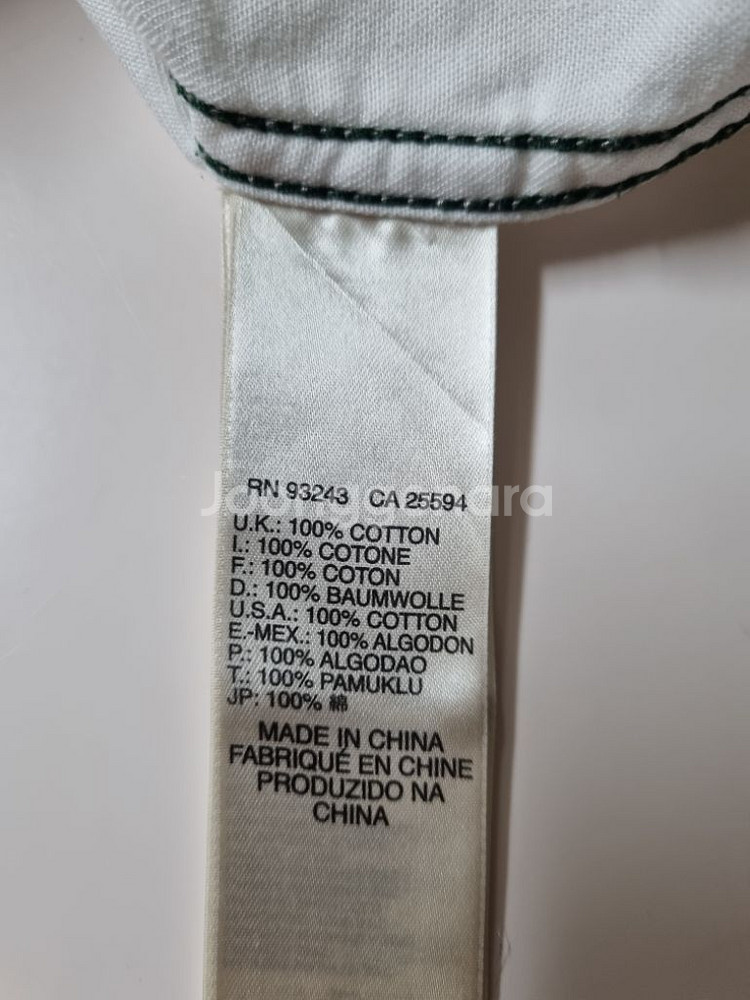 RN 93243 CA 25594
Joonggonara
U.K.: 100% COTTON
I.: 100% COTONE
F.: 100% COTON
D.: 100% BAUMWOLLE
U.S.A.: 100% COTTON
E.-MEX.: 100% ALGODON
P.: 100% ALGODAO
T.: 100% PAMUKLU
JP: 100% 綿
MADE IN CHINA
FABRIQUÉ EN CHINE
PRODUZIDO NA
CHINA